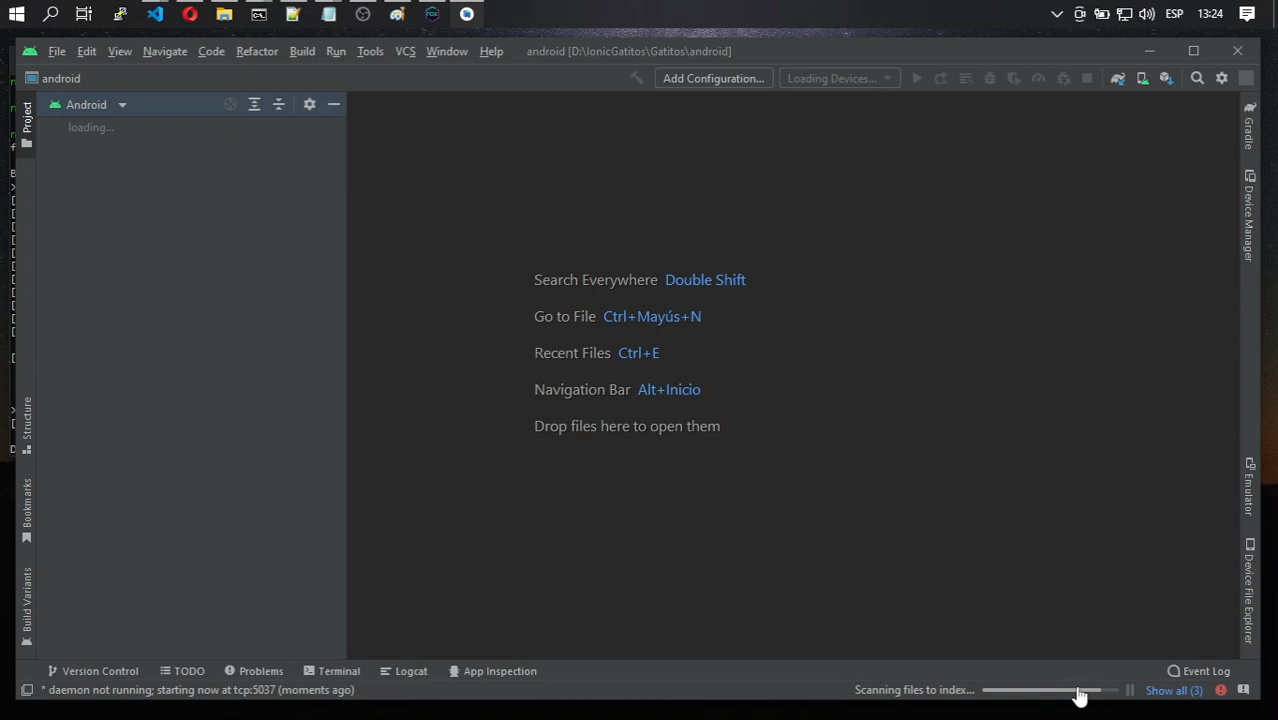 ESP 13:24
File Edit View Navigate Code Refactor Build Run Tools VCS Window Help android [D:\IonicGatitos\Gatitos\android]
android Add Configuration... Loading Devices...
Android
loading...
Project
Structure
Bookmarks
Build Variants
Search Everywhere Double Shift
Go to File Ctrl+Mayús+N
Recent Files Ctrl+E
Navigation Bar Alt+Inicio
Drop files here to open them
Gradle
Device Manager
Emulator
Device File Explorer
Version Control TODO Problems Terminal Logcat App Inspection Event Log
* daemon not running; starting now at tcp:5037 (moments ago) Scanning files to index... Show all (3)